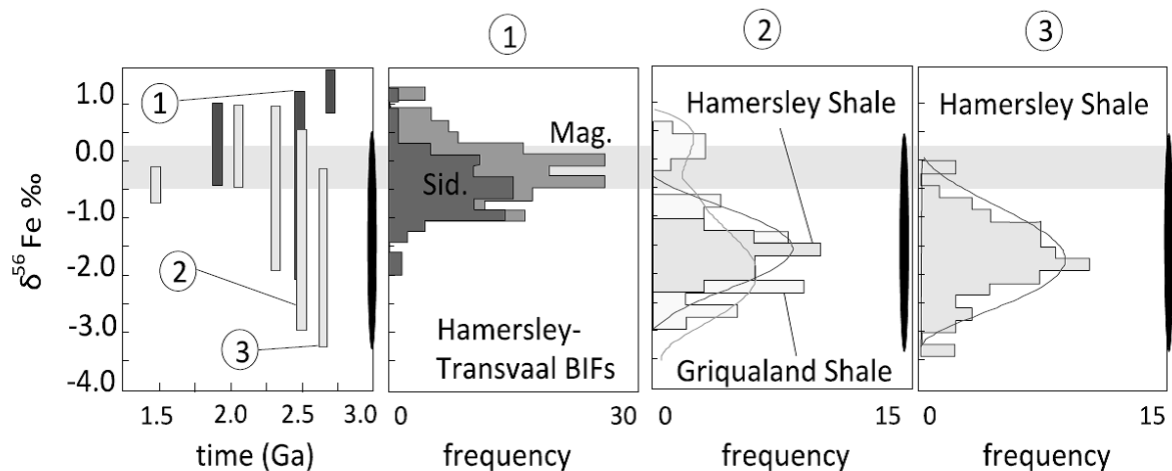 1
2
3
1.0
0.0
-1.0
-2.0
-3.0
-4.0
δ56 Fe ‰
1
2
3
1.5
2.0
2.5
3.0
time (Ga)
Mag.
Sid.
Hamersley-
Transvaal BIFs
0
30
frequency
Hamersley Shale
Griqualand Shale
0
15
frequency
Hamersley Shale
0
15
frequency